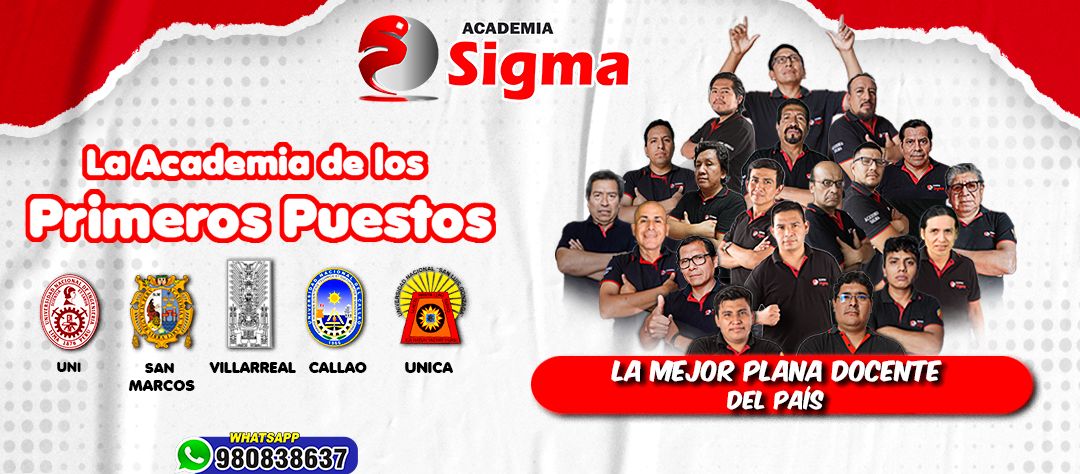 ACADEMIA
Sigma
La Academia de los
Primeros Puestos
UNI
SAN
MARCOS
VILLARREAL
CALLAO
UNICA
LA MEJOR PLANA DOCENTE
DEL PAÍS
WHATSAPP
980838637